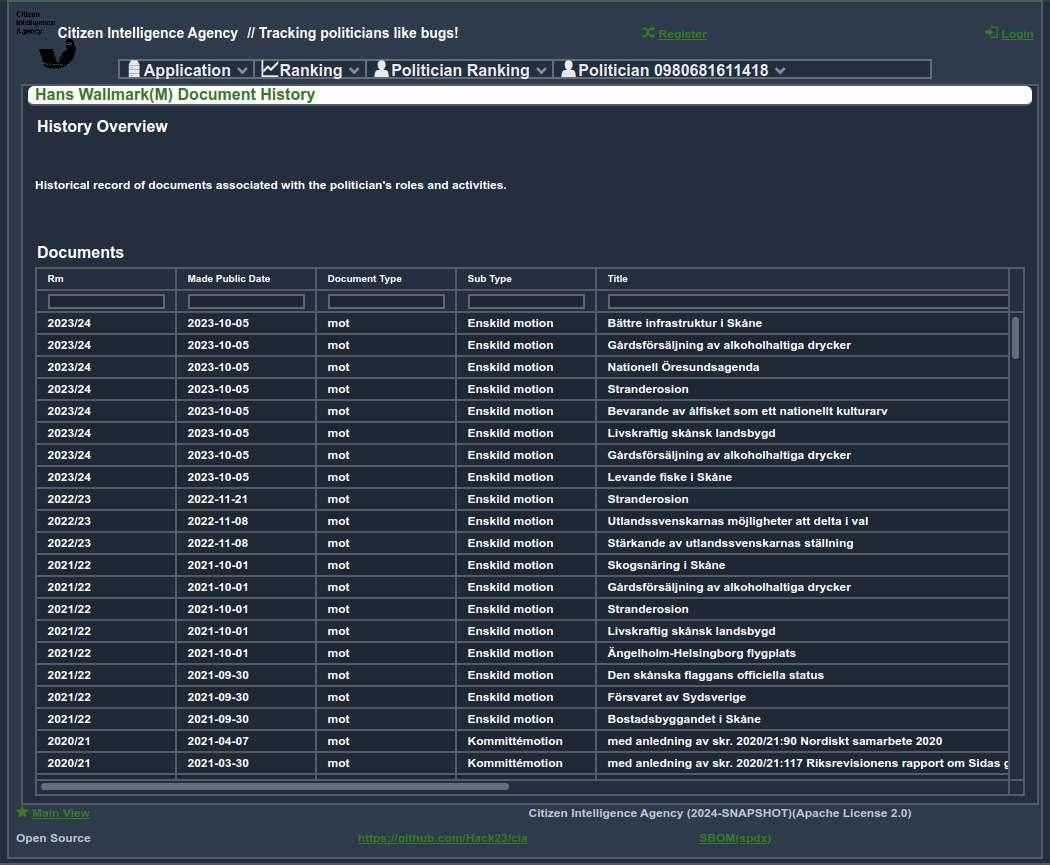 Citizen
Intelligence
Agency
Citizen Intelligence Agency // Tracking politicians like bugs!
Register
Login
Application Ranking Politician Ranking Politician 0980681611418
Hans Wallmark(M) Document History
History Overview
Historical record of documents associated with the politician's roles and activities.
Documents
Rm Made Public Date Document Type Sub Type Title
2023/24 2023-10-05 mot Enskild motion Bättre infrastruktur i Skåne
2023/24 2023-10-05 mot Enskild motion Gårdsförsäljning av alkoholhaltiga drycker
2023/24 2023-10-05 mot Enskild motion Nationell Öresundsagenda
2023/24 2023-10-05 mot Enskild motion Stranderosion
2023/24 2023-10-05 mot Enskild motion Bevarande av ålfisket som ett nationellt kulturarv
2023/24 2023-10-05 mot Enskild motion Livskraftig skånsk landsbygd
2023/24 2023-10-05 mot Enskild motion Gårdsförsäljning av alkoholhaltiga drycker
2023/24 2023-10-05 mot Enskild motion Levande fiske i Skåne
2022/23 2022-11-21 mot Enskild motion Stranderosion
2022/23 2022-11-08 mot Enskild motion Utlandssvenskarnas möjligheter att delta i val
2022/23 2022-11-08 mot Enskild motion Stärkande av utlandssvenskarnas ställning
2021/22 2021-10-01 mot Enskild motion Skogsnäring i Skåne
2021/22 2021-10-01 mot Enskild motion Gårdsförsäljning av alkoholhaltiga drycker
2021/22 2021-10-01 mot Enskild motion Stranderosion
2021/22 2021-10-01 mot Enskild motion Livskraftig skånsk landsbygd
2021/22 2021-10-01 mot Enskild motion Ängelholm-Helsingborg flygplats
2021/22 2021-09-30 mot Enskild motion Den skånska flaggans officiella status
2021/22 2021-09-30 mot Enskild motion Försvaret av Sydsverige
2021/22 2021-09-30 mot Enskild motion Bostadsbyggandet i Skåne
2020/21 2021-04-07 mot Kommittémotion med anledning av skr. 2020/21:90 Nordiskt samarbete 2020
2020/21 2021-03-30 mot Kommittémotion med anledning av skr. 2020/21:117 Riksrevisionens rapport om Sidas g
Main View
Citizen Intelligence Agency (2024-SNAPSHOT)(Apache License 2.0)
Open Source
https://github.com/Hack23/cia
SBOM(spdx)